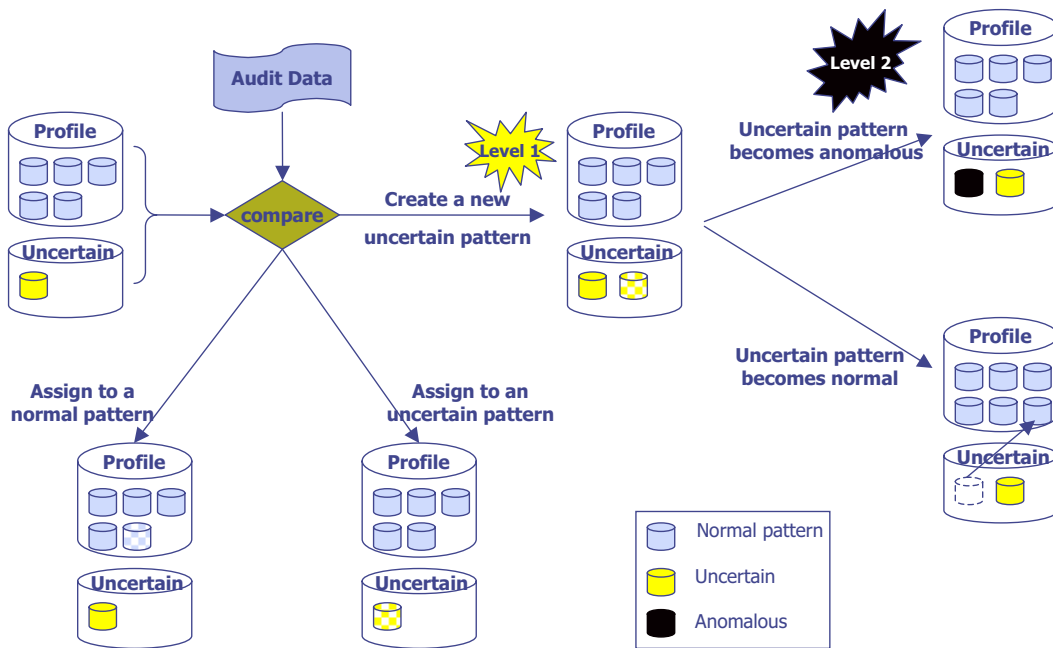 Audit Data
Profile
Uncertain
compare
Level 1
Create a new
uncertain pattern
Profile
Uncertain
Level 2
Uncertain pattern
becomes anomalous
Profile
Uncertain
Uncertain pattern
becomes normal
Profile
Uncertain
Assign to a
normal pattern
Profile
Uncertain
Assign to an
uncertain pattern
Profile
Uncertain
Normal pattern
Uncertain
Anomalous